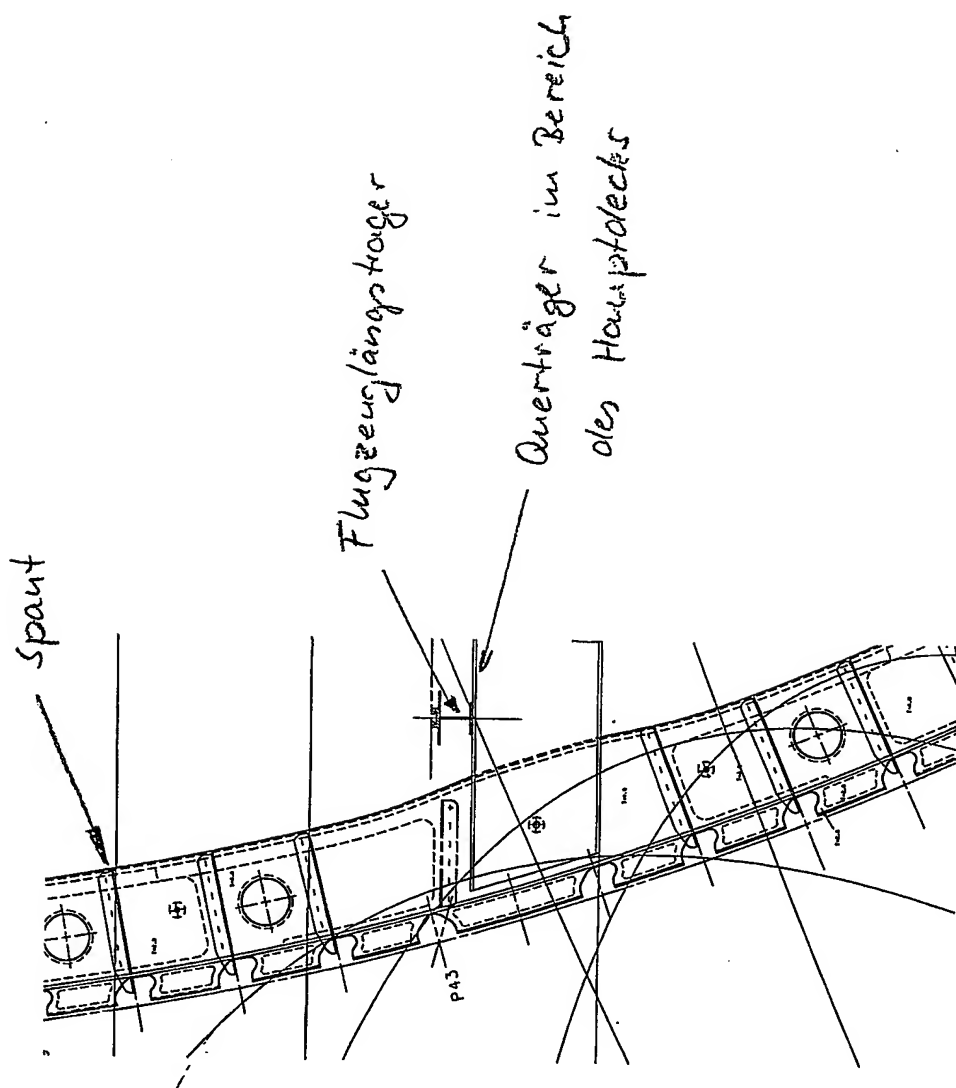 Spant
Flugzeuglängsträger
Querträger im Bereich
des Hauptdecks
P43